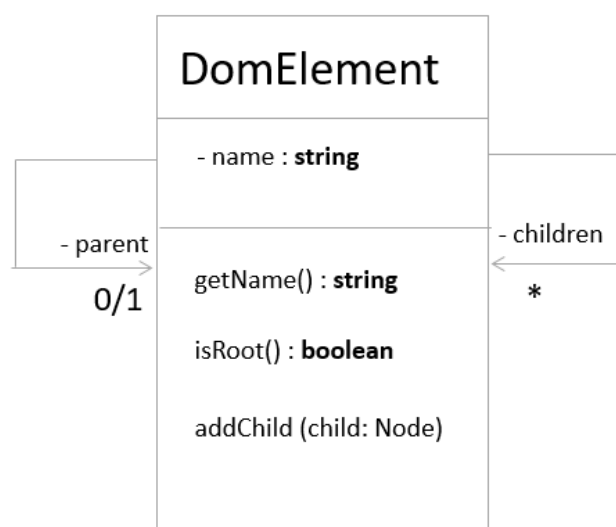 DomElement
- name : string
- parent
0/1
- children
*
getName() : string
isRoot() : boolean
addChild (child: Node)